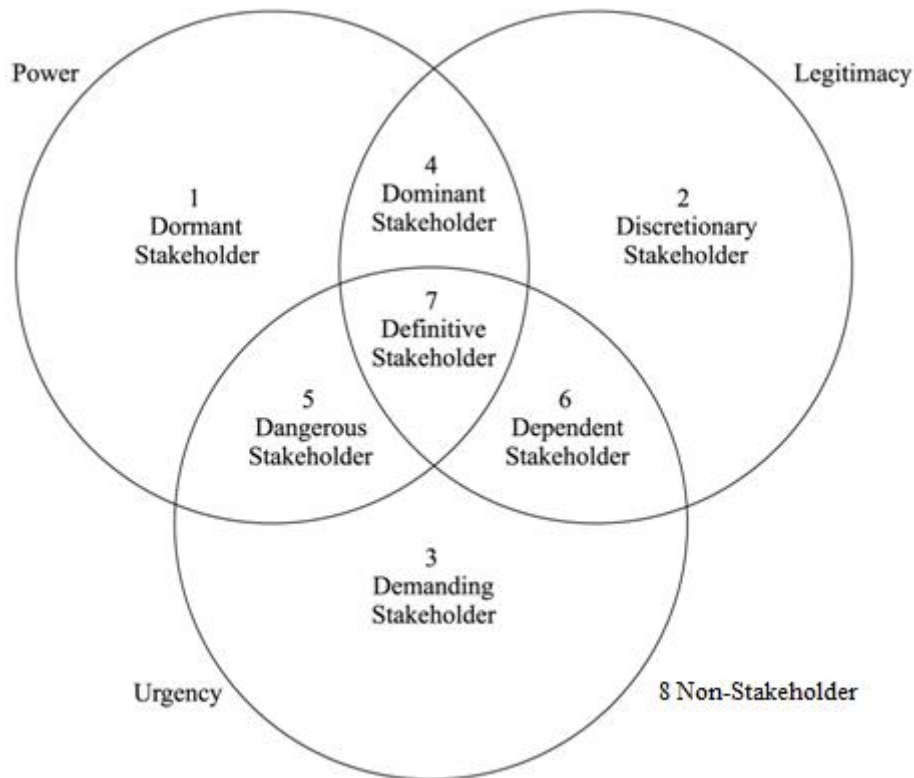 Power
Legitimacy
1
Dormant
Stakeholder
4
Dominant
Stakeholder
2
Discretionary
Stakeholder
7
Definitive
Stakeholder
5
Dangerous
Stakeholder
6
Dependent
Stakeholder
3
Demanding
Stakeholder
Urgency
8 Non-Stakeholder